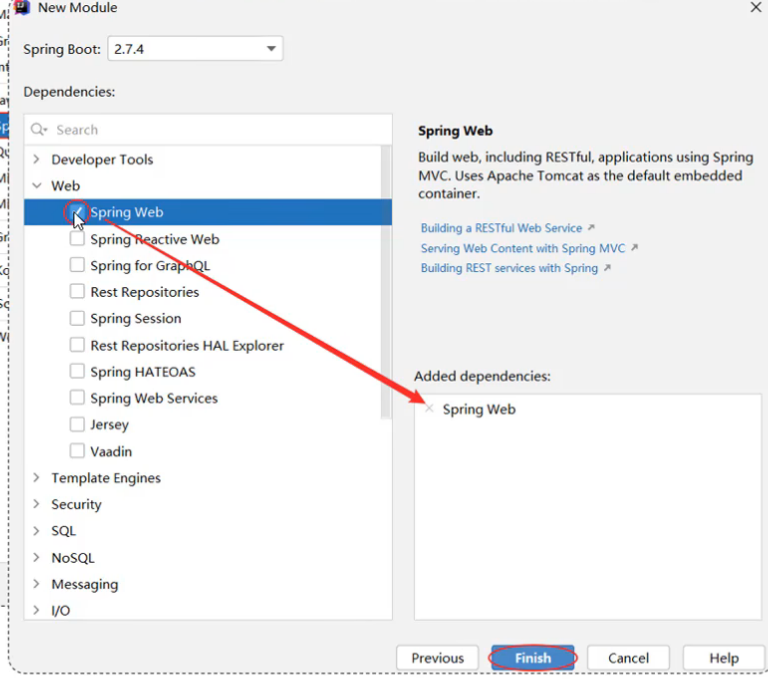 New Module
Spring Boot: 2.7.4
Dependencies:
Search
Developer Tools
Web
Spring Web
Spring Reactive Web
Spring for GraphQL
Rest Repositories
Spring Session
Rest Repositories HAL Explorer
Spring HATEOAS
Spring Web Services
Jersey
Vaadin
Template Engines
Security
SQL
NoSQL
Messaging
I/O
Spring Web
Build web, including RESTful, applications using Spring
MVC. Uses Apache Tomcat as the default embedded
container.
Building a RESTful Web Service
Serving Web Content with Spring MVC
Building REST services with Spring
Added dependencies:
Spring Web
Previous
Finish
Cancel
Help